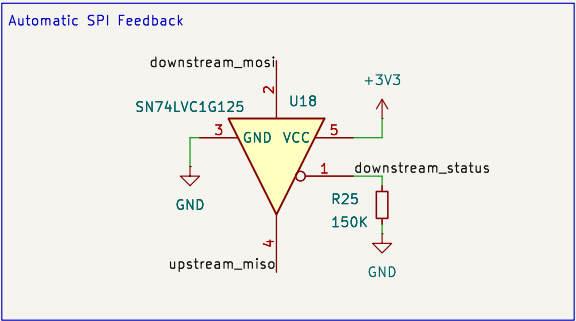 Automatic SPI Feedback
downstream_mosi
+3V3
2
SN74LVC1G125
U18
3
GND
VCC
5
1
downstream_status
GND
R25
150K
4
upstream_miso
GND